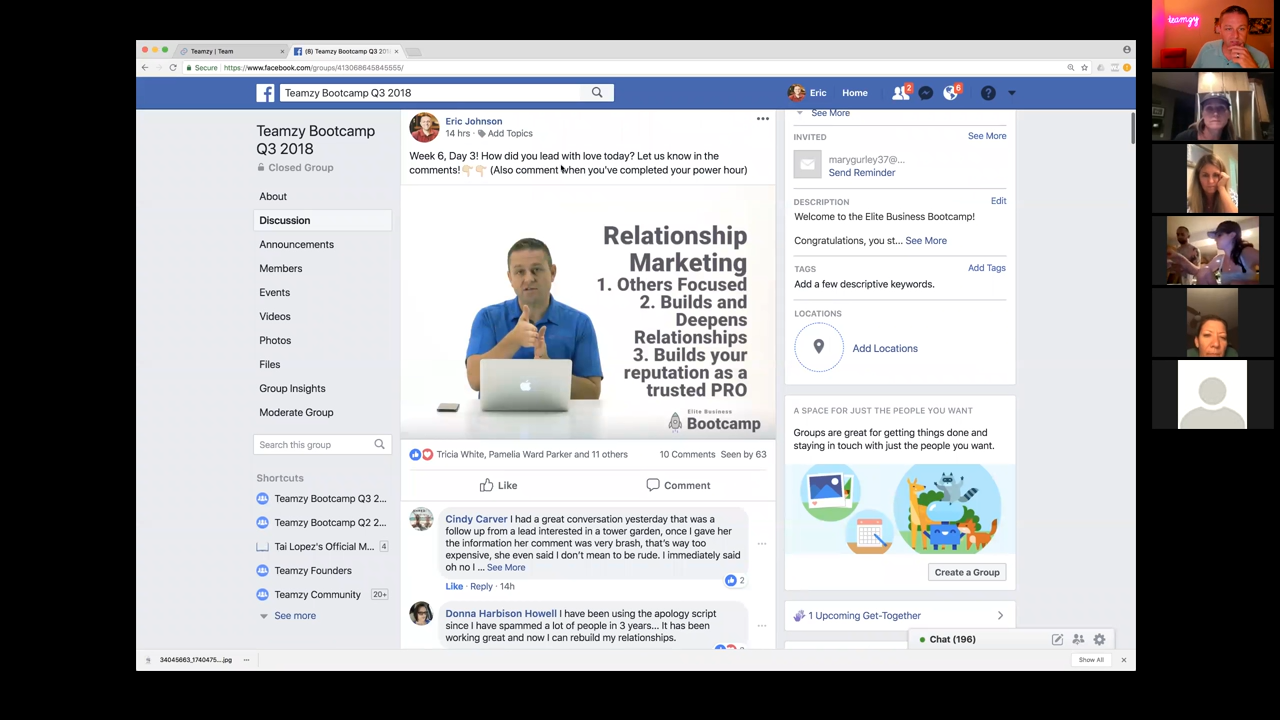 teamzy
Teamzy | Team
(6) Teamzy Bootcamp Q3 201
Secure
https://www.facebook.com/groups/413068645845555/
Teamzy Bootcamp Q3 2018
Eric
Home
2
6
Teamzy Bootcamp
Q3 2018
Closed Group
About
Discussion
Announcements
Members
Events
Videos
Photos
Files
Group Insights
Moderate Group
Search this group
Shortcuts
Teamzy Bootcamp Q3 2...
Teamzy Bootcamp Q2 2...
Tai Lopez's Official M... 4
Teamzy Founders
Teamzy Community 20+
See more
Eric Johnson
14 hrs · Add Topics
Week 6, Day 3! How did you lead with love today? Let us know in the
comments!👇🏻👇🏻 (Also comment when you've completed your power hour)
Relationship
Marketing
1. Others Focused
2. Builds and
Deepens
Relationships
3. Builds your
reputation as a
trusted PRO
Elite Business
Bootcamp
Tricia White, Pamelia Ward Parker and 11 others
10 Comments Seen by 63
Like
Comment
Cindy Carver I had a great conversation yesterday that was a
follow up from a lead interested in a tower garden, once I gave her
the information her comment was very brash, that's way too
expensive, she even said I don't mean to be rude. I immediately said
oh no I ... See More
2
Like · Reply · 14h
Donna Harbison Howell I have been using the apology script
since I have spammed a lot of people in 3 years... It has been
working great and now I can rebuild my relationships.
See More
INVITED
See More
marygurley37@...
Send Reminder
DESCRIPTION
Edit
Welcome to the Elite Business Bootcamp!
Congratulations, you st... See More
TAGS
Add Tags
Add a few descriptive keywords.
LOCATIONS
Add Locations
A SPACE FOR JUST THE PEOPLE YOU WANT
Groups are great for getting things done and
staying in touch with just the people you want.
Create a Group
1 Upcoming Get-Together
Chat (196)
34045663_1740475....jpg
Show All